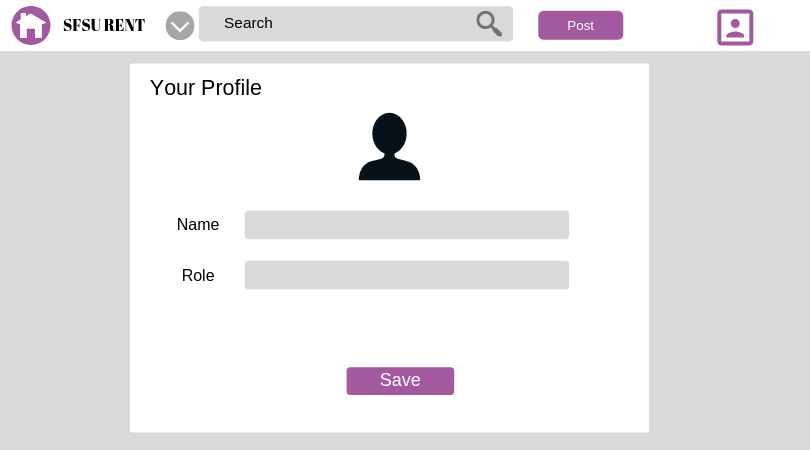 SFSU RENT
Search
Post
Your Profile
Name
Role
Save